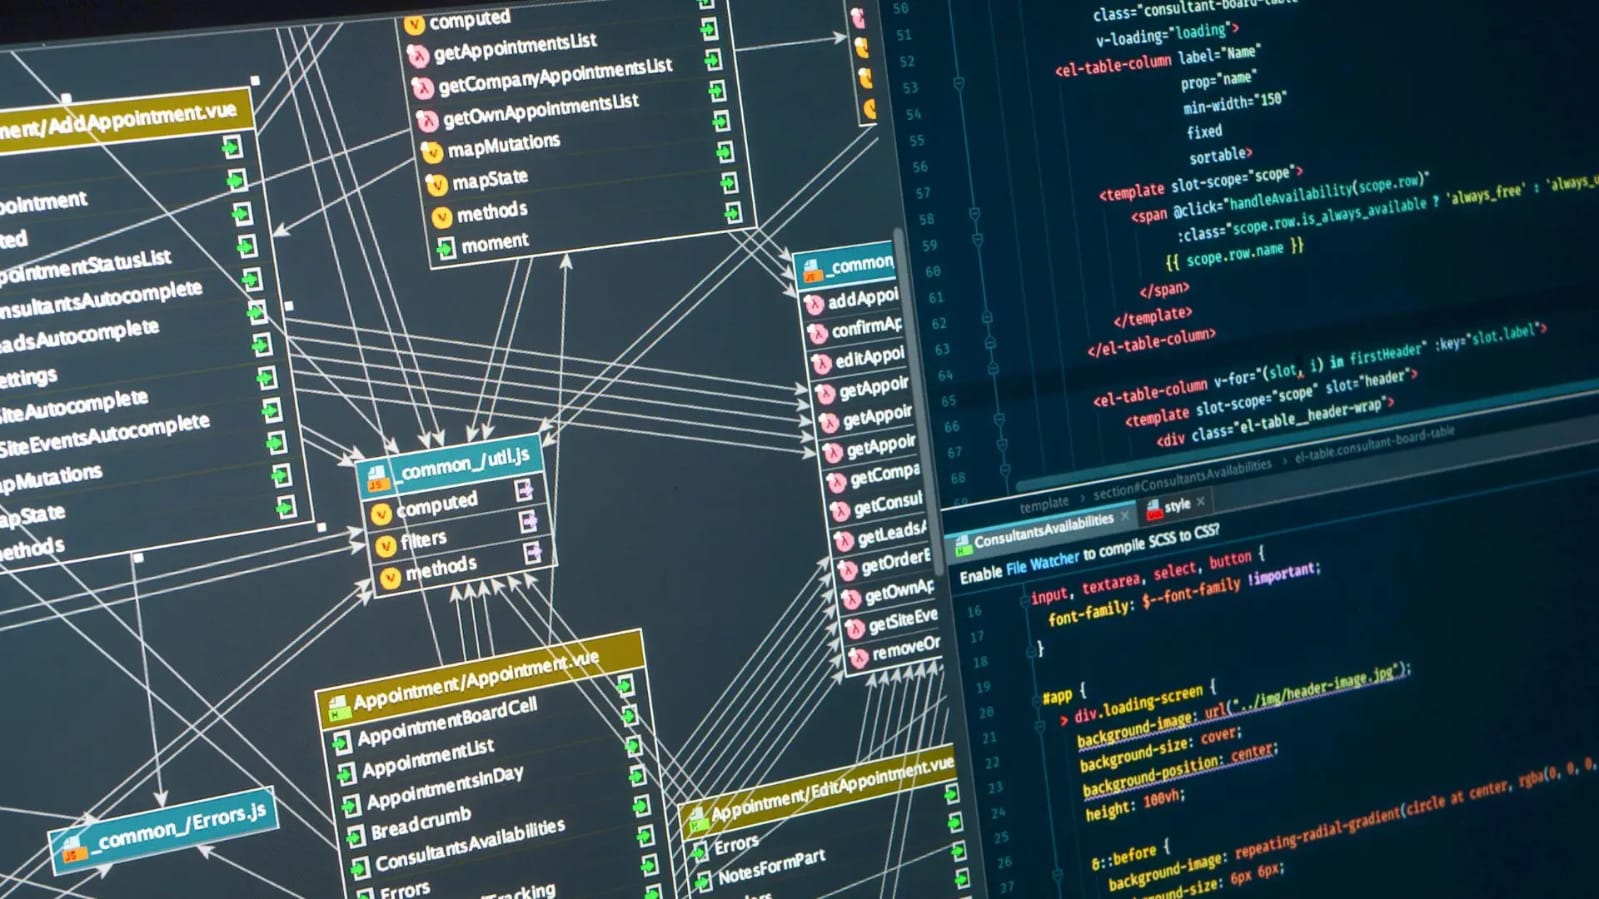 computed
getAppointmentsList
getCompanyAppointmentsList
getOwnAppointmentsList
mapMutations
mapState
methods
moment
nent/AddAppointment.vue
pointment
ted
pointmentStatusList
nsultantsAutocomplete
adsAutocomplete
ettings
SiteAutocomplete
SiteEventsAutocomplete
apMutations
apState
ethods
_common_/util.js
computed
filters
methods
_common_/Errors.js
Appointment/Appointment.vue
AppointmentBoardCell
AppointmentList
AppointmentsInDay
Breadcrumb
ConsultantsAvailabilities
Errors
Tracking
_common
addAppoi
confirmAp
editAppoi
getAppoir
getAppoir
getAppoir
getCompa
getConsul
getLeadsA
getOrderE
getOwnAp
getSiteEve
removeOr
Appointment/EditAppointment.vue
Errors
NotesFormPart
50 class="consultant-board-table
51 v-loading="loading">
52 <el-table-column label="Name"
53 prop="name"
54 min-width="150"
55 fixed
56 sortable>
57 <template slot-scope="scope">
58 <span @click="handleAvailability(scope.row)"
59 :class="scope.row.is_always_available ? 'always_free' : 'always_u
60 {{ scope.row.name }}
61 </span>
62 </template>
63 </el-table-column>
64
65 <el-table-column v-for="(slot, i) in firstHeader" :key="slot.label">
66 <template slot-scope="scope" slot="header">
67 <div class="el-table__header-wrap">
68
template > section#ConsultantsAvailabilities > el-table.consultant-board-table
ConsultantsAvailabilities × style ×
Enable File Watcher to compile SCSS to CSS?
input, textarea, select, button {
16 font-family: $--font-family !important;
17 }
18
19 #app {
20 > div.loading-screen {
21 background-image: url("../img/header-image.jpg");
22 background-size: cover;
23 background-position: center;
24 height: 100vh;
25
26 &::before {
27 background-image: repeating-radial-gradient(circle at center, rgba(0, 0, 0,
-size: 6px 6px;